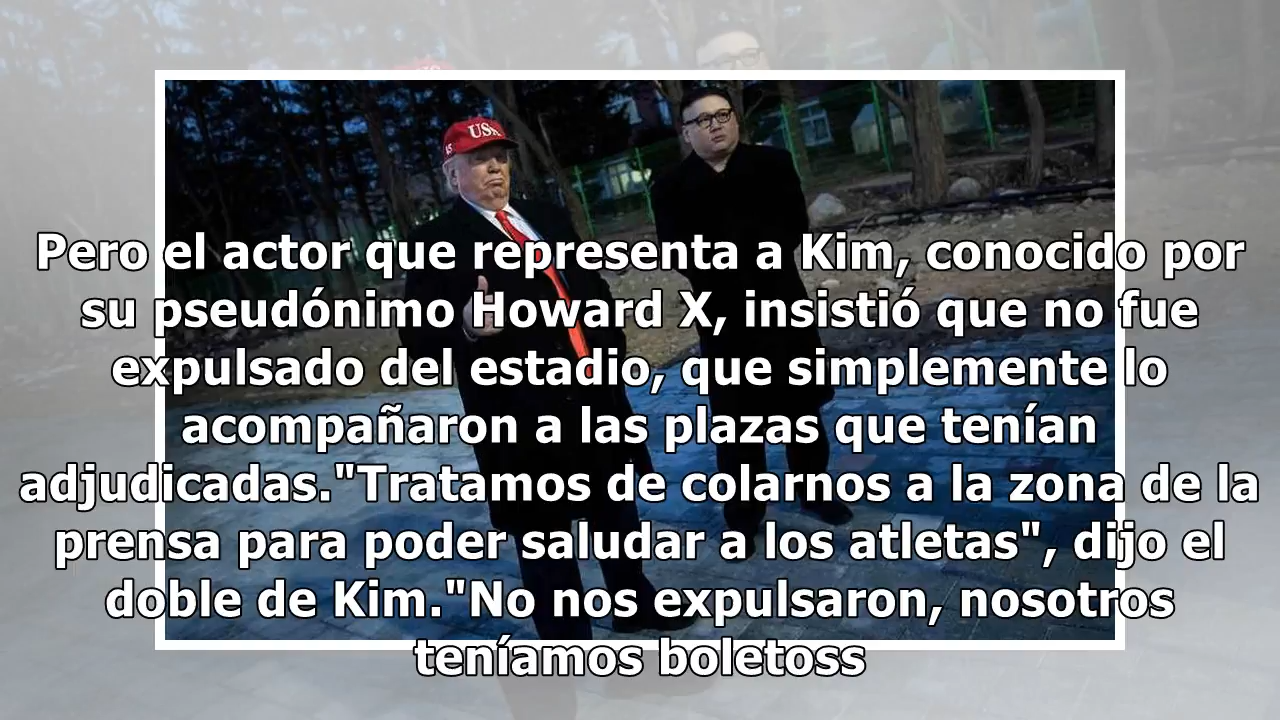 USA
Pero el actor que representa a Kim, conocido por
su pseudónimo Howard X, insistió que no fue
expulsado del estadio, que simplemente lo
acompañaron a las plazas que tenían
adjudicadas."Tratamos de colarnos a la zona de la
prensa para poder saludar a los atletas", dijo el
doble de Kim."No nos expulsaron, nosotros
teníamos boletoss